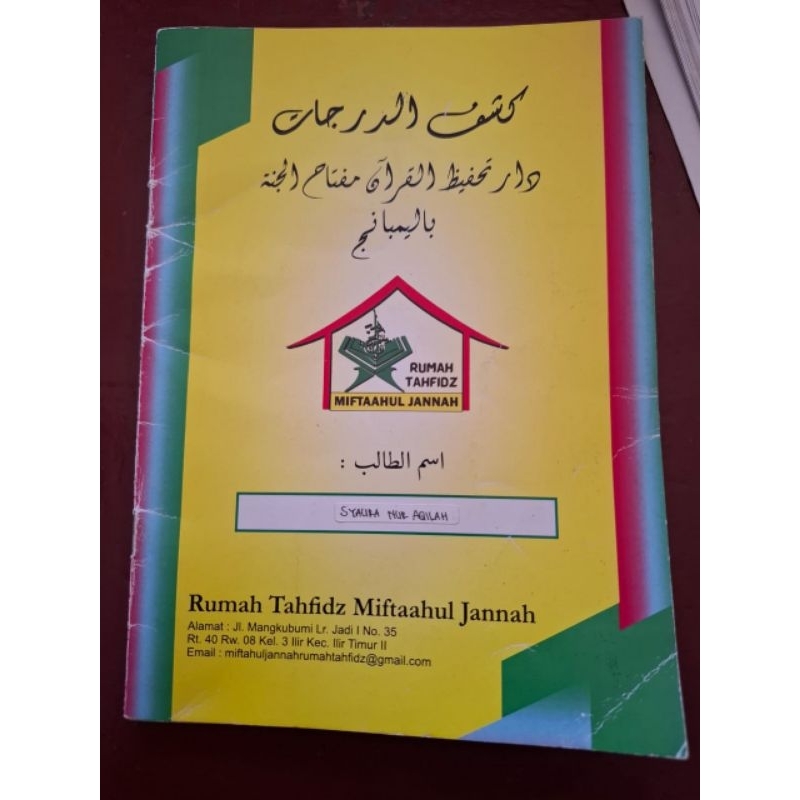 كشف الدرجات
دار تحفيظ القرآن مفتاح الجنة
باليمبانج
RUMAH
TAHFIDZ
MIFTAAHUL JANNAH
اسم الطالب :
SYAURA NUR AQILAH
Rumah Tahfidz Miftaahul Jannah
Alamat : Jl. Mangkubumi Lr. Jadi I No. 35
Rt. 40 Rw. 08 Kel. 3 Ilir Kec. Ilir Timur II
Email : miftahuljannahrumahtahfidz@gmail.com